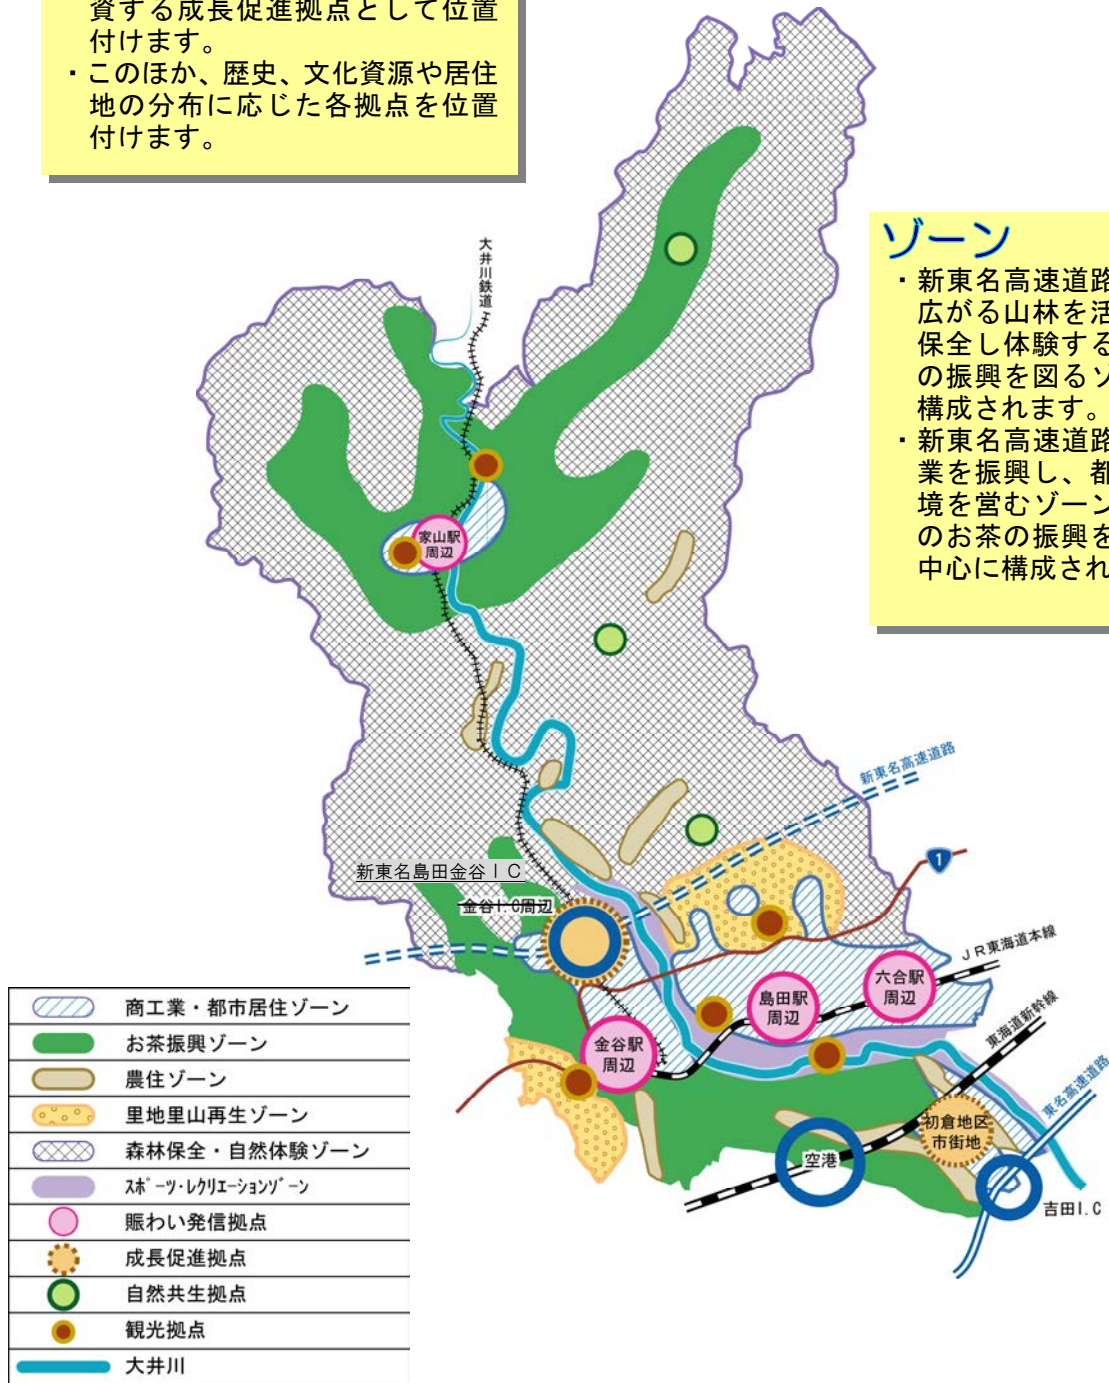 資する成長促進拠点として位置
付けます。
・このほか、歴史、文化資源や居住
地の分布に応じた各拠点を位置
付けます。
ゾーン
・新東名高速道路
広がる山林を活
保全し体験する
の振興を図るゾ
構成されます。
・新東名高速道路
業を振興し、都
境を営むゾーン
のお茶の振興を
中心に構成され
大井川鉄道
家山駅
周辺
新東名高速道路
1
新東名島田金谷IC
金谷I.C周辺
JR東海道本線
六合駅
周辺
島田駅
周辺
金谷駅
周辺
東海道新幹線
東名高速道路
初倉地区
市街地
空港
吉田I.C
商工業・都市居住ゾーン
お茶振興ゾーン
農住ゾーン
里地里山再生ゾーン
森林保全・自然体験ゾーン
ｽﾎﾟｰﾂ･ﾚｸﾘｴｰｼｮﾝｿﾞｰﾝ
賑わい発信拠点
成長促進拠点
自然共生拠点
観光拠点
大井川